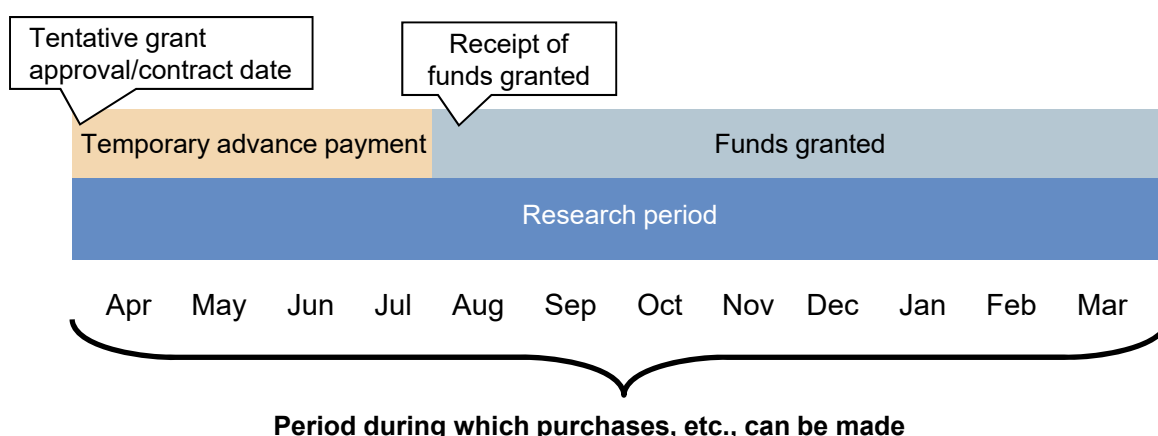 Tentative grant
approval/contract date
Receipt of
funds granted
Temporary advance payment
Funds granted
Research period
Apr May Jun Jul Aug Sep Oct Nov Dec Jan Feb Mar
Period during which purchases, etc., can be made